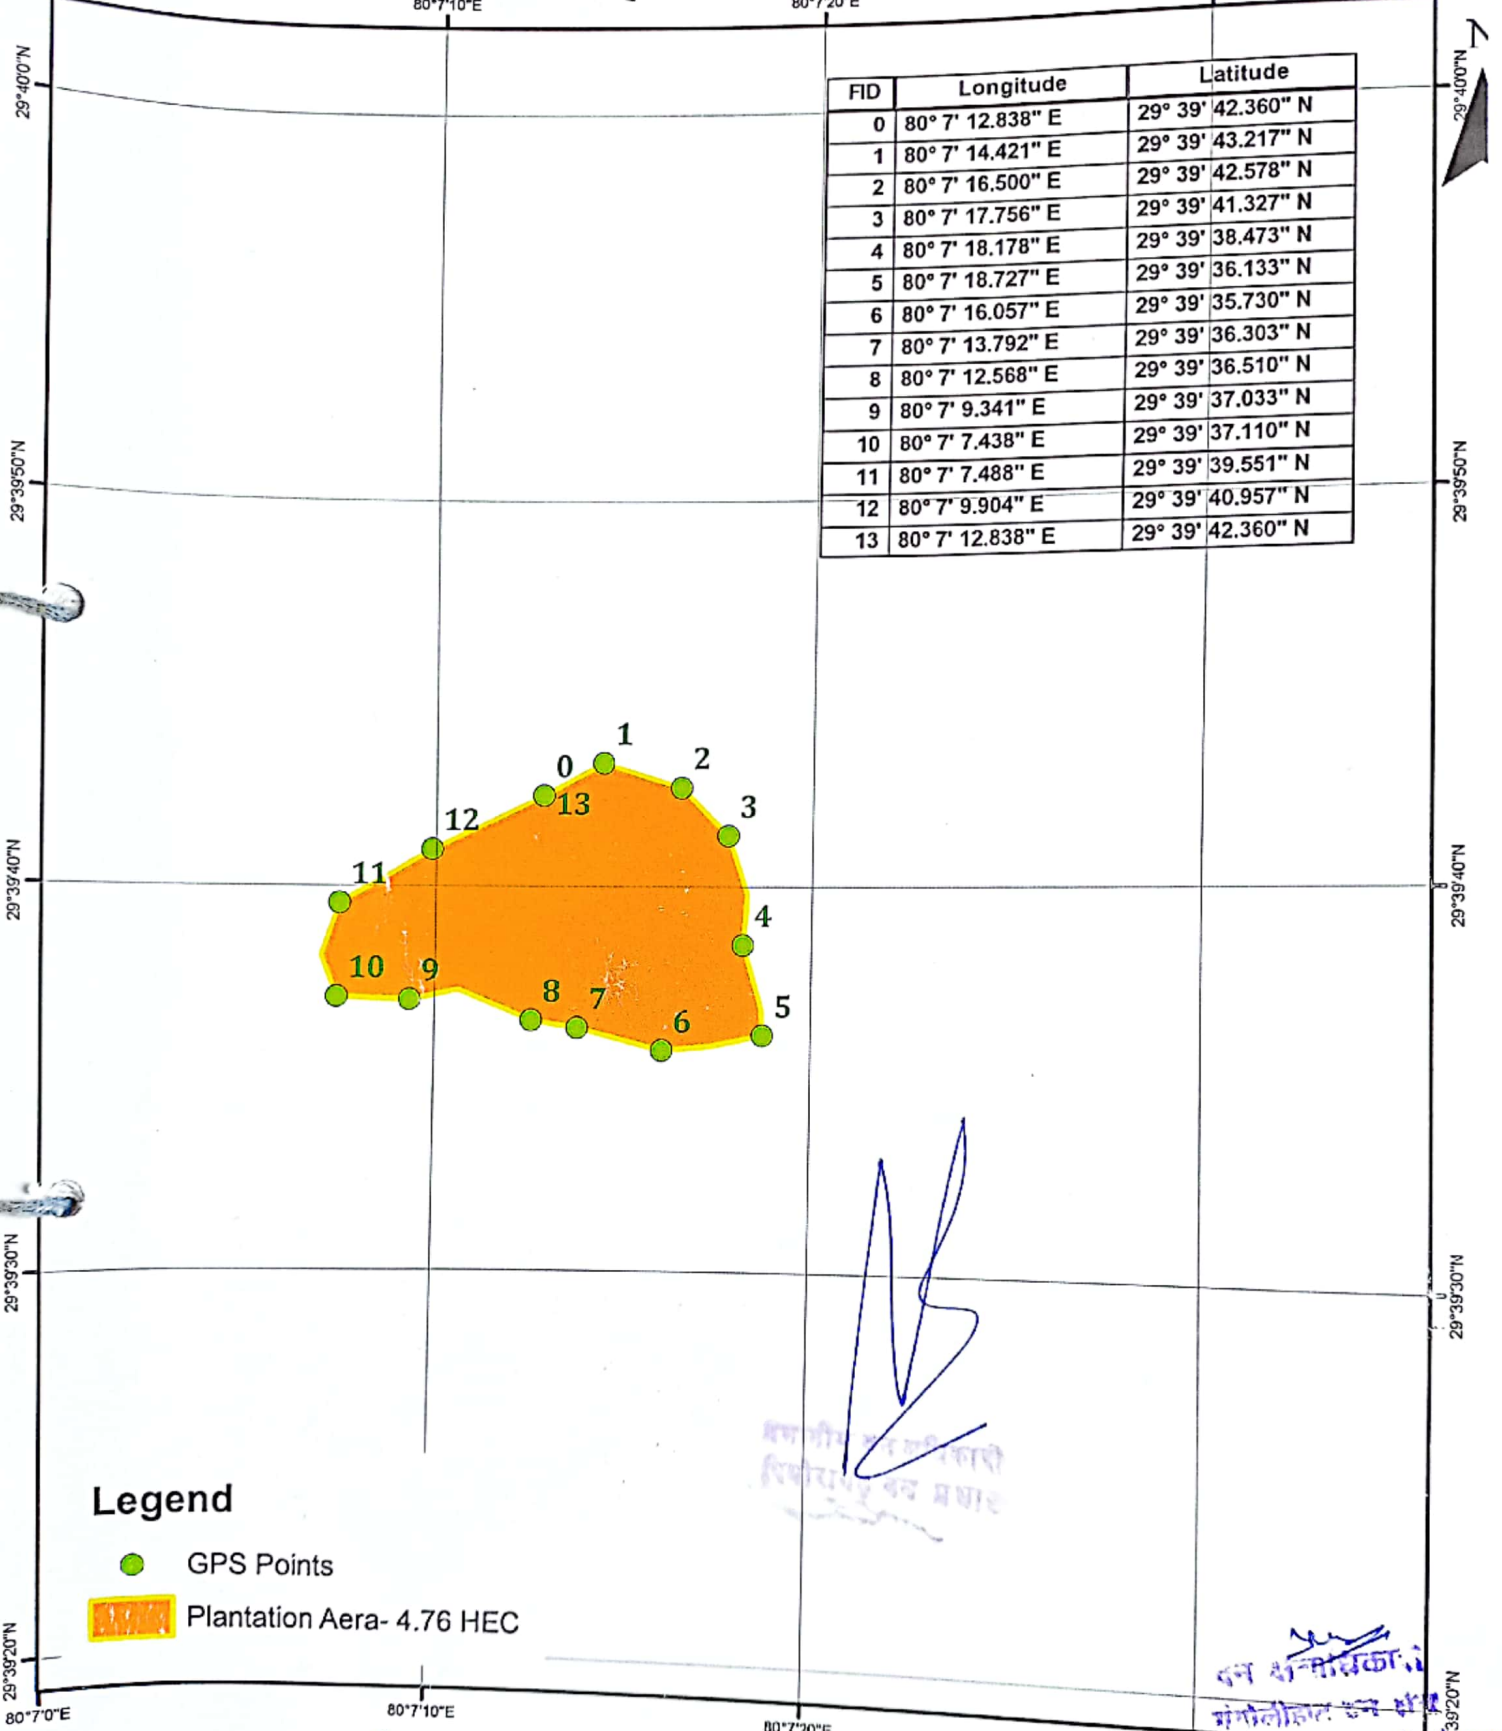 80°7'10"E
80°7'20"E
29°40'0"N
29°40'0"N
FID Longitude Latitude
0 80° 7' 12.838" E 29° 39' 42.360" N
1 80° 7' 14.421" E 29° 39' 43.217" N
2 80° 7' 16.500" E 29° 39' 42.578" N
3 80° 7' 17.756" E 29° 39' 41.327" N
4 80° 7' 18.178" E 29° 39' 38.473" N
5 80° 7' 18.727" E 29° 39' 36.133" N
6 80° 7' 16.057" E 29° 39' 35.730" N
7 80° 7' 13.792" E 29° 39' 36.303" N
8 80° 7' 12.568" E 29° 39' 36.510" N
9 80° 7' 9.341" E 29° 39' 37.033" N
10 80° 7' 7.438" E 29° 39' 37.110" N
11 80° 7' 7.488" E 29° 39' 39.551" N
12 80° 7' 9.904" E 29° 39' 40.957" N
13 80° 7' 12.838" E 29° 39' 42.360" N
29°39'50"N
29°39'50"N
1
2
0
13
3
12
11
29°39'40"N
29°39'40"N
4
10
9
8
7
6
5
29°39'30"N
29°39'30"N
Legend
GPS Points
Plantation Aera- 4.76 HEC
29°39'20"N
39'20"N
80°7'0"E
80°7'10"E
80°7'20"E
वन